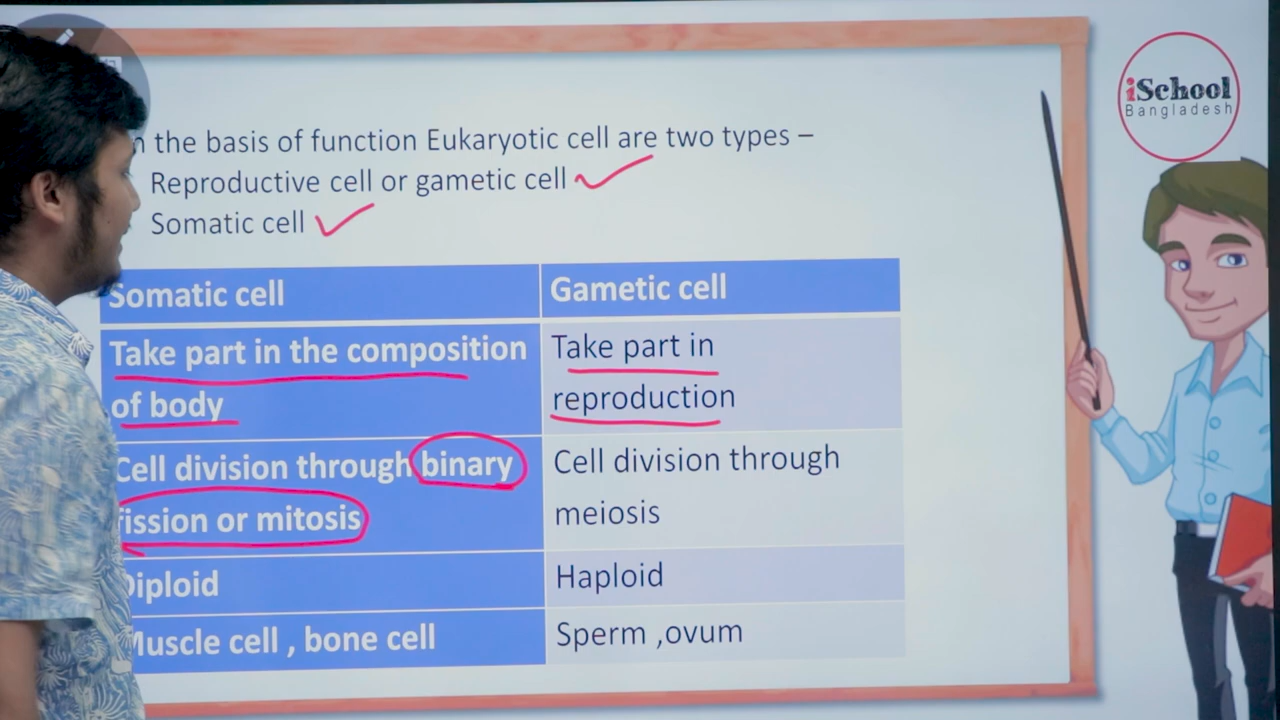 iSchool
Bangladesh
n the basis of function Eukaryotic cell are two types –
Reproductive cell or gametic cell
Somatic cell
Somatic cell Gametic cell
Take part in the composition Take part in
of body reproduction
Cell division through binary Cell division through
fission or mitosis meiosis
Diploid Haploid
Muscle cell , bone cell Sperm ,ovum